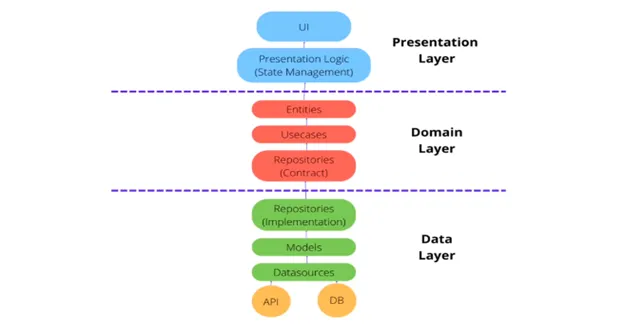 UI
Presentation Logic
(State Management)
Presentation
Layer
Entities
Usecases
Repositories
(Contract)
Domain
Layer
Repositories
(Implementation)
Models
Datasources
API
DB
Data
Layer